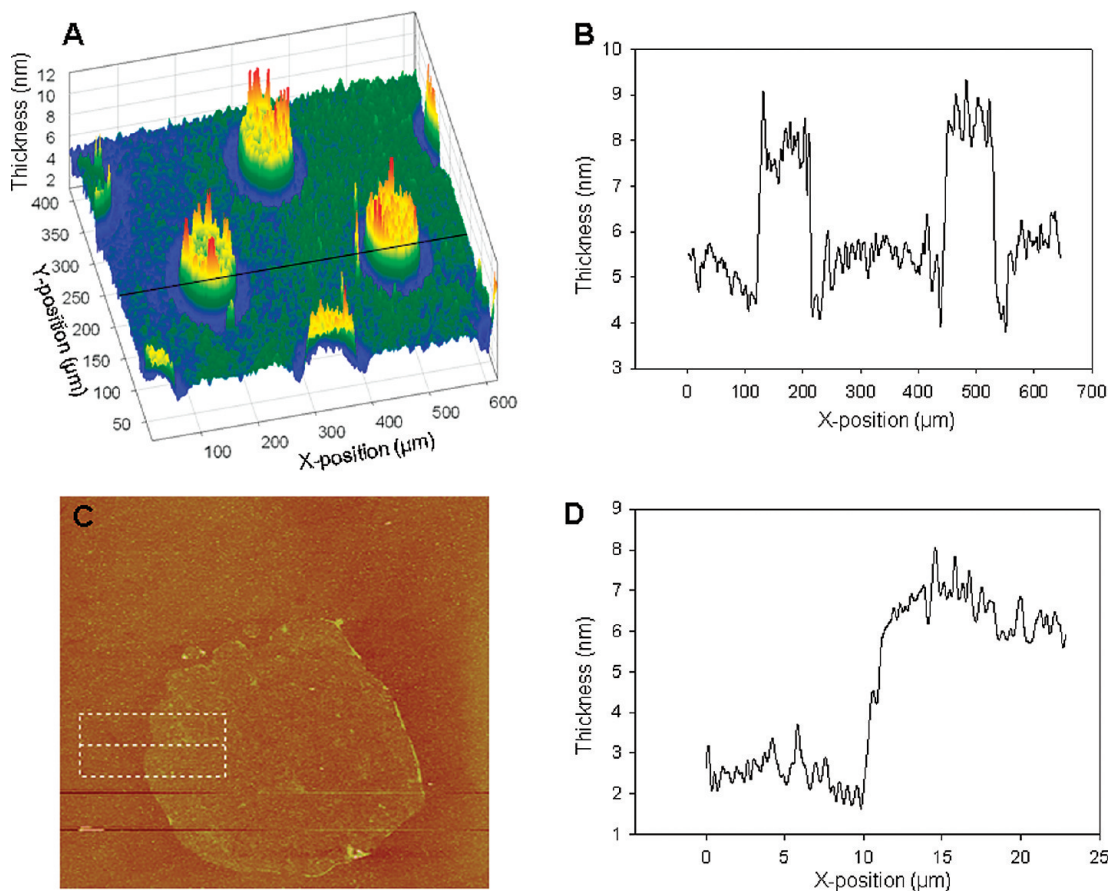 A
Thickness (nm)
12
10
8
6
4
2
400
350
300
250
200
150
100
50
Y-position (µm)
100
200
300
400
500
600
X-position (µm)
B
Thickness (nm)
10
9
8
7
6
5
4
3
0 100 200 300 400 500 600 700
X-position (µm)
C
D
Thickness (nm)
9
8
7
6
5
4
3
2
1
0 5 10 15 20 25
X-position (µm)